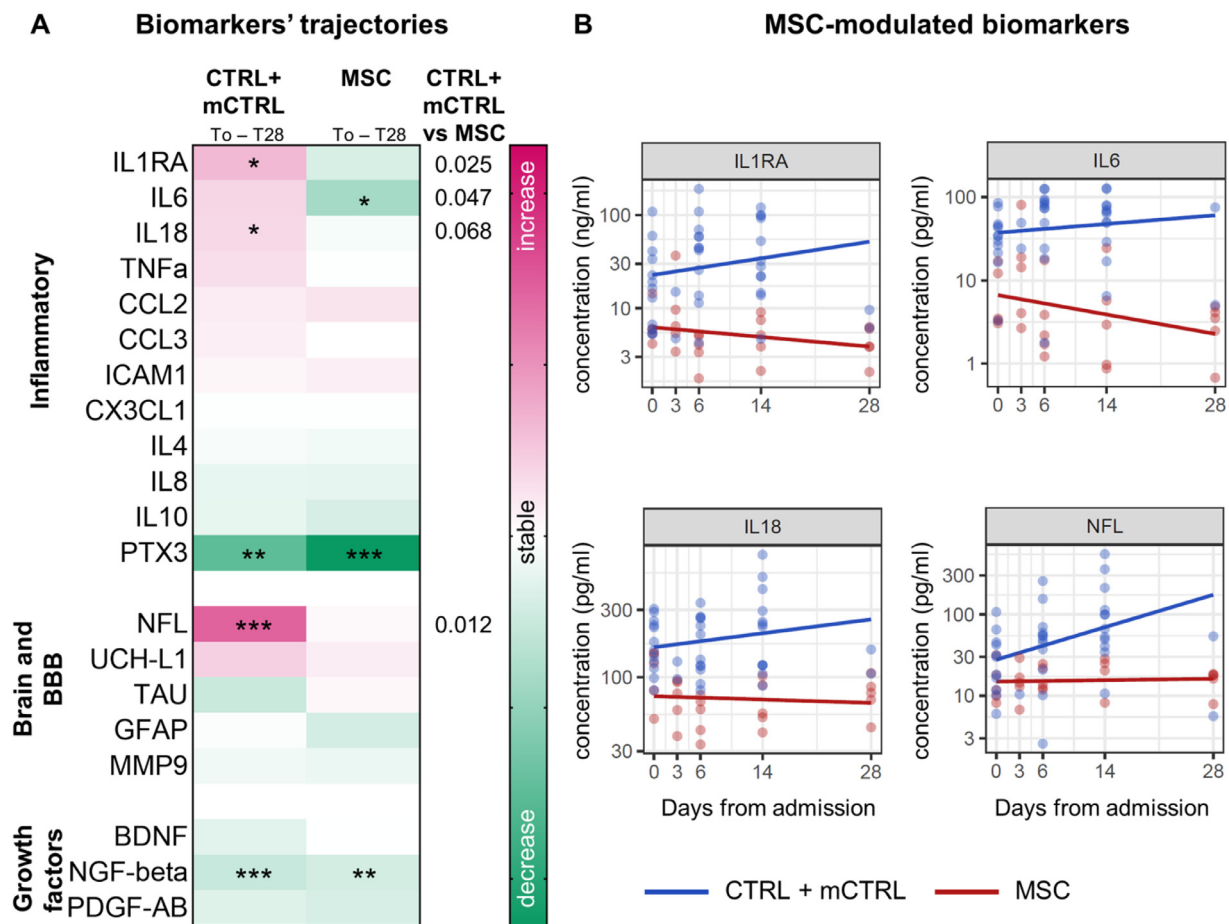 A Biomarkers’ trajectories
CTRL+
mCTRL
To – T28
MSC
To – T28
CTRL+
mCTRL
vs MSC
Inflammatory
IL1RA * 0.025
IL6 * 0.047
IL18 * 0.068
TNFa
CCL2
CCL3
ICAM1
CX3CL1
IL4
IL8
IL10
PTX3 ** ***
Brain and
BBB
NFL *** 0.012
UCH-L1
TAU
GFAP
MMP9
Growth
factors
BDNF
NGF-beta *** **
PDGF-AB
increase
stable
decrease
B MSC-modulated biomarkers
IL1RA
concentration (ng/ml)
100
30
10
3
0 3 6 14 28
IL6
concentration (pg/ml)
100
10
1
0 3 6 14 28
IL18
concentration (pg/ml)
300
100
30
0 3 6 14 28
Days from admission
NFL
concentration (pg/ml)
300
100
30
10
3
0 3 6 14 28
Days from admission
CTRL + mCTRL MSC